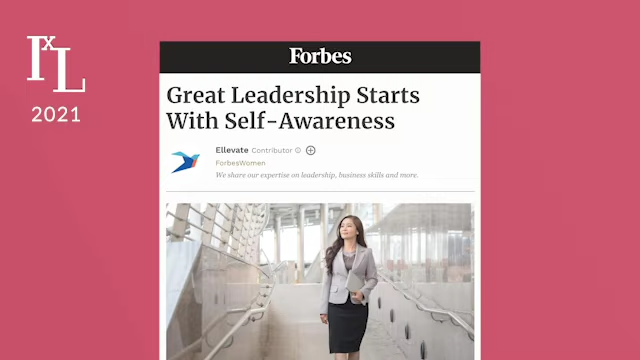 IxL
2021
Forbes
Great Leadership Starts
With Self-Awareness
Ellevate Contributor
ForbesWomen
We share our expertise on leadership, business skills and more.